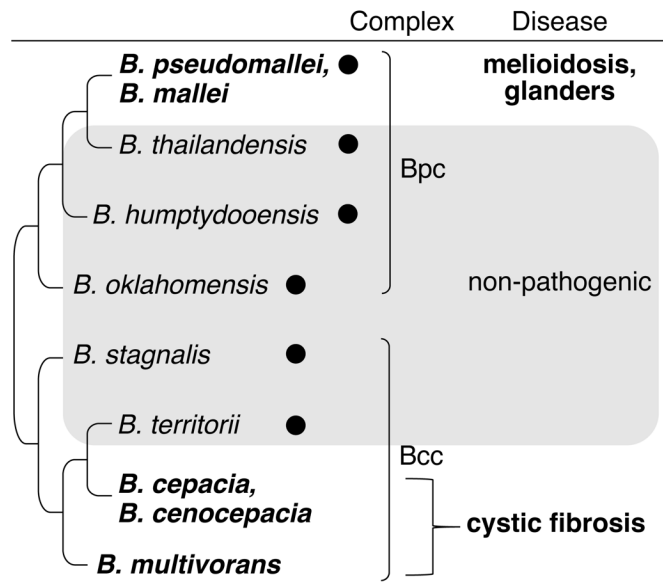 Complex Disease
B. pseudomallei,
B. mallei
melioidosis,
glanders
B. thailandensis
Bpc
B. humptydooensis
B. oklahomensis
non-pathogenic
B. stagnalis
B. territorii
Bcc
B. cepacia,
B. cenocepacia
cystic fibrosis
B. multivorans